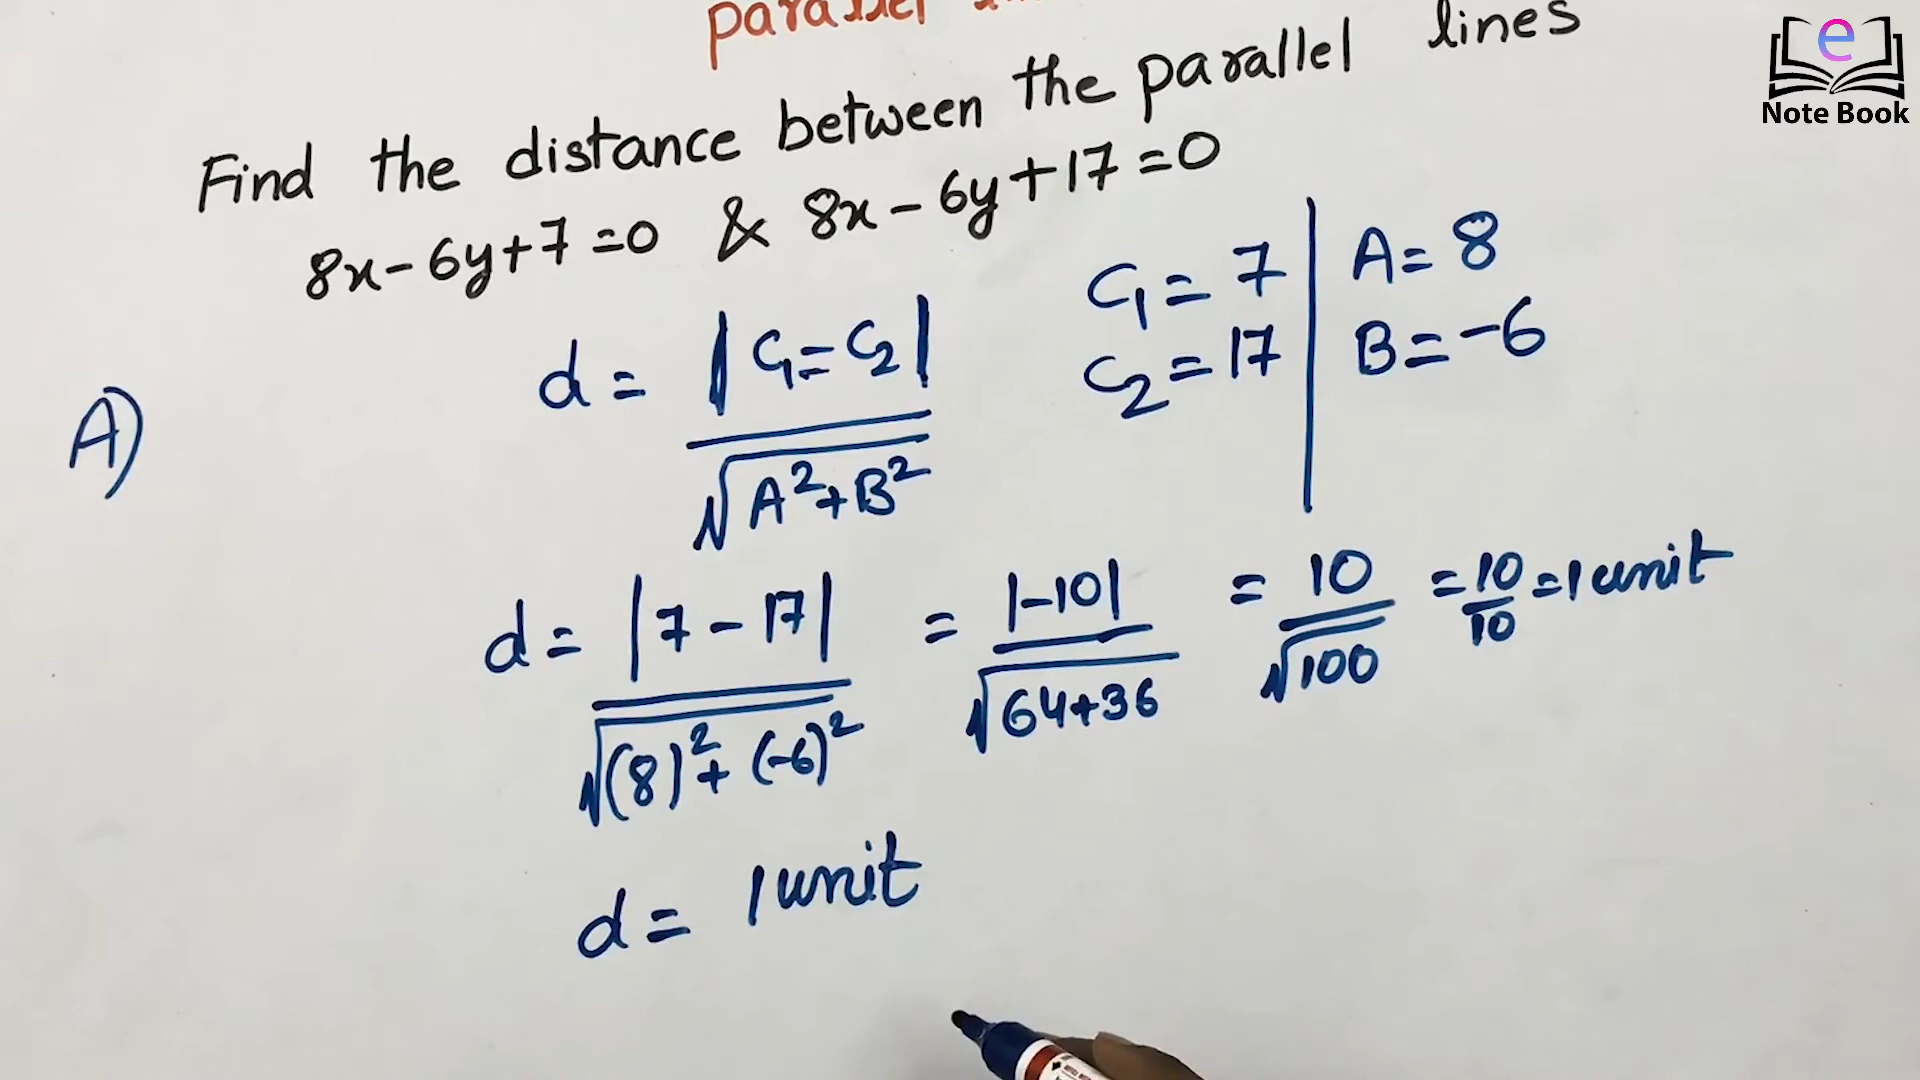 parallel
Find the distance between the parallel lines
8x - 6y + 7 = 0 & 8x - 6y + 17 = 0
A)
d = |C1 = C2| / √A²+B²
C1 = 7 | A = 8
C2 = 17 | B = -6
d = |7 - 17| / √(8)²+(-6)² = |-10| / √64+36 = 10 / √100 = 10/10 = 1 unit
d = 1 unit
e
Note Book